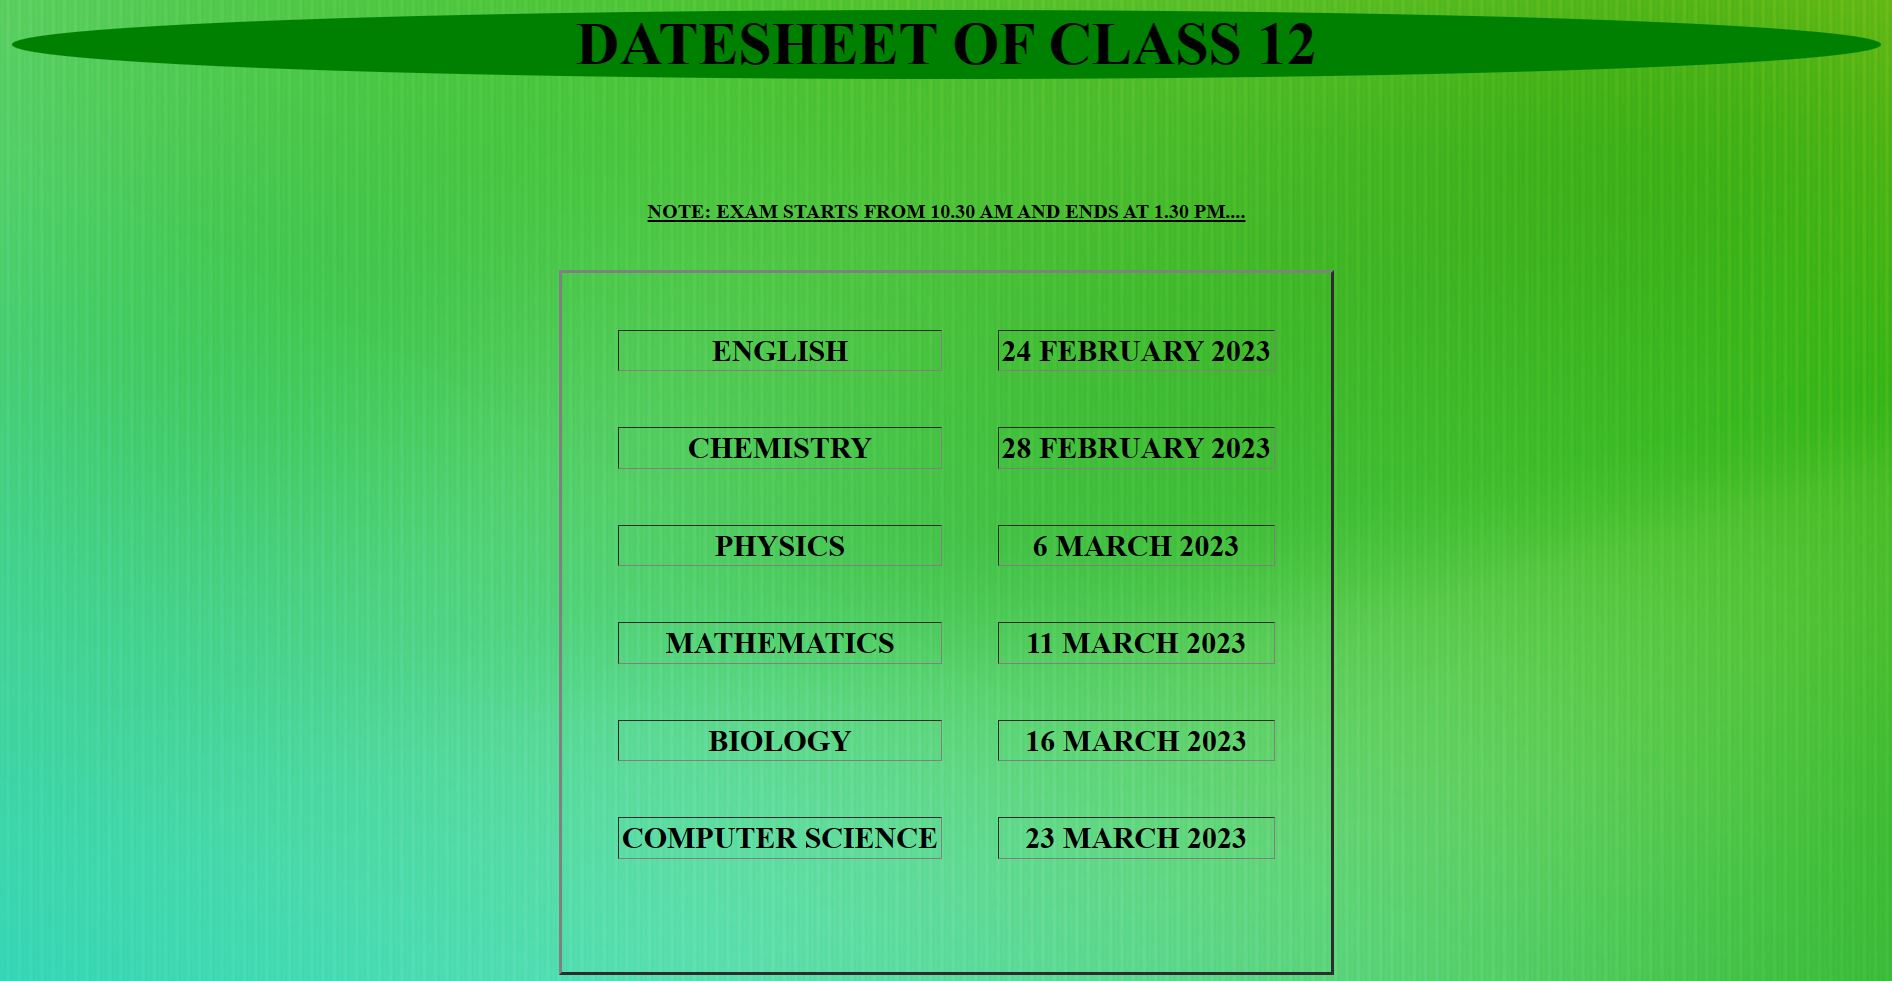 DATESHEET OF CLASS 12
NOTE: EXAM STARTS FROM 10.30 AM AND ENDS AT 1.30 PM....
ENGLISH 24 FEBRUARY 2023
CHEMISTRY 28 FEBRUARY 2023
PHYSICS 6 MARCH 2023
MATHEMATICS 11 MARCH 2023
BIOLOGY 16 MARCH 2023
COMPUTER SCIENCE 23 MARCH 2023